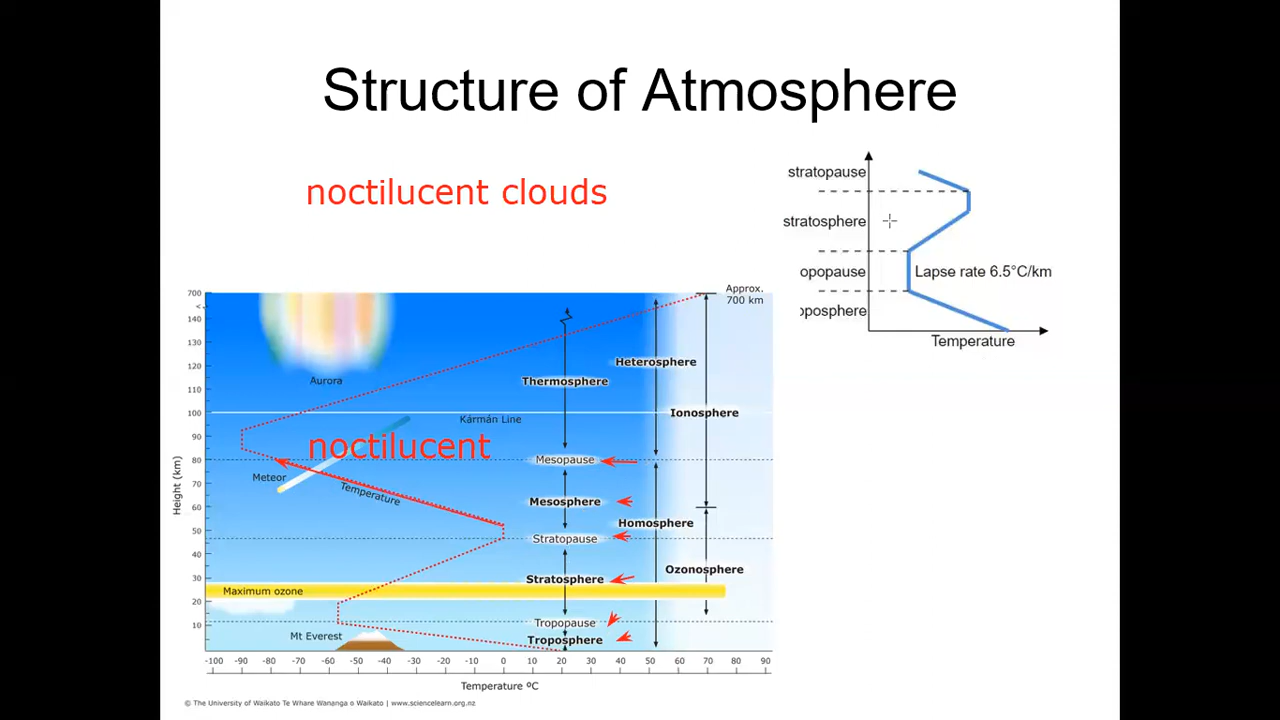 Structure of Atmosphere
noctilucent clouds
stratopause
stratosphere
opopause
Lapse rate 6.5°C/km
oposphere
Temperature
Approx.
700 km
700
<
140
130
120
110
100
90
80
70
60
50
40
30
20
10
Height (km)
Aurora
Heterosphere
Thermosphere
Ionosphere
Kármán Line
noctilucent
Mesopause
Meteor
Temperature
Mesosphere
Homosphere
Stratopause
Ozonosphere
Stratosphere
Maximum ozone
Tropopause
Mt Everest
Troposphere
-100 -90 -80 -70 -60 -50 -40 -30 -20 -10 0 10 20 30 40 50 60 70 80 90
Temperature ºC
© The University of Waikato Te Whare Wananga o Waikato | www.sciencelearn.org.nz